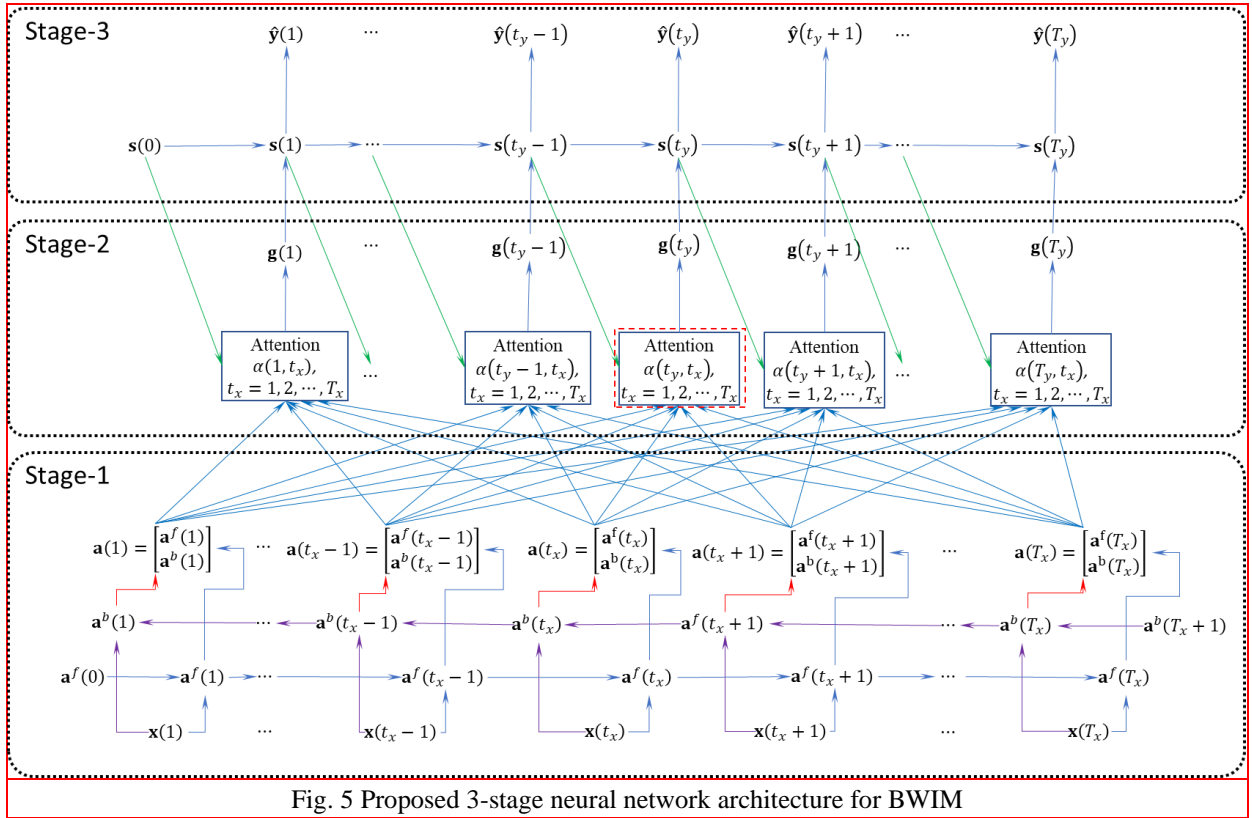 Stage-3
ŷ(1) ⋯ ŷ(t_y − 1) ŷ(t_y) ŷ(t_y + 1) ⋯ ŷ(T_y)
s(0) s(1) ⋯ s(t_y − 1) s(t_y) s(t_y + 1) ⋯ s(T_y)
Stage-2
g(1) ⋯ g(t_y − 1) g(t_y) g(t_y + 1) ⋯ g(T_y)
Attention Attention Attention Attention Attention
α(1, t_x), ⋯ α(t_y − 1, t_x), α(t_y, t_x), α(t_y + 1, t_x), ⋯ α(T_y, t_x),
t_x = 1, 2, ⋯, T_x t_x = 1, 2, ⋯, T_x t_x = 1, 2, ⋯, T_x t_x = 1, 2, ⋯, T_x t_x = 1, 2, ⋯, T_x
Stage-1
a(1) = [a^f(1) a^b(1)] ⋯ a(t_x − 1) = [a^f(t_x − 1) a^b(t_x − 1)] a(t_x) = [a^f(t_x) a^b(t_x)] a(t_x + 1) = [a^f(t_x + 1) a^b(t_x + 1)] ⋯ a(T_x) = [a^f(T_x) a^b(T_x)]
a^b(1) ⋯ a^b(t_x − 1) a^b(t_x) a^f(t_x + 1) ⋯ a^b(T_x) a^b(T_x + 1)
a^f(0) a^f(1) ⋯ a^f(t_x − 1) a^f(t_x) a^f(t_x + 1) ⋯ a^f(T_x)
x(1) ⋯ x(t_x − 1) x(t_x) x(t_x + 1) ⋯ x(T_x)
Fig. 5 Proposed 3-stage neural network architecture for BWIM